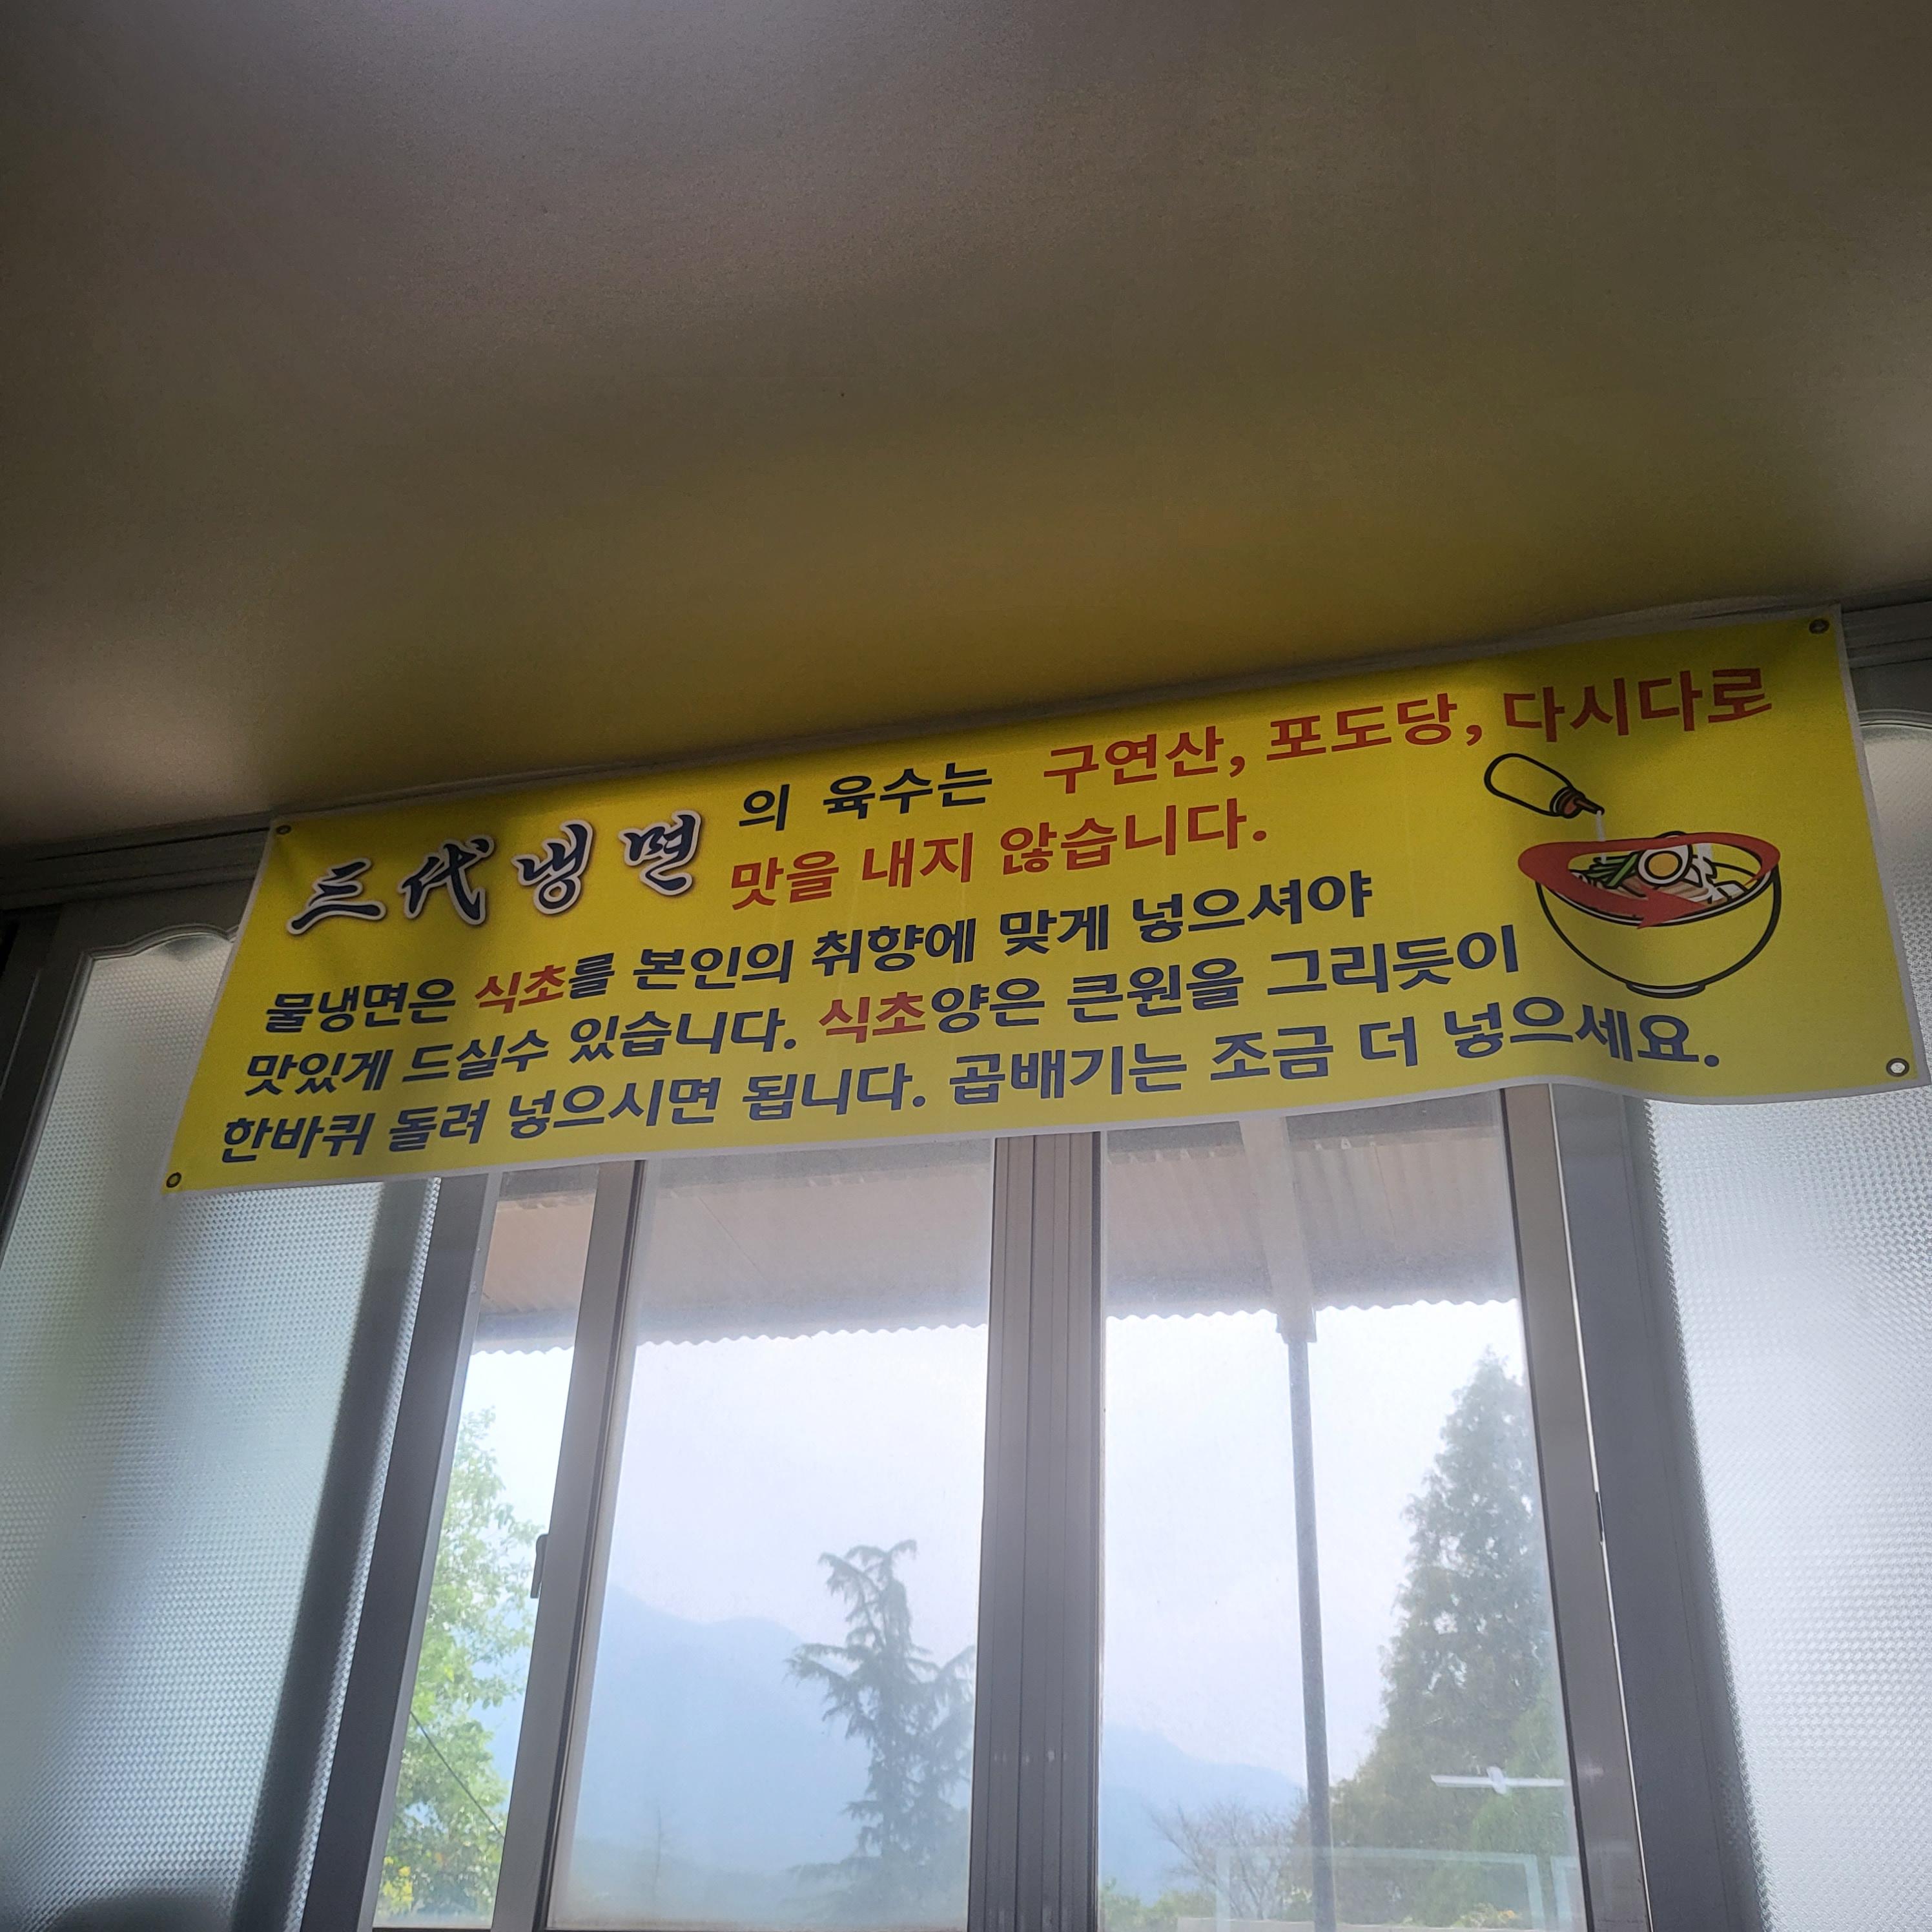 三代냉면 의 육수는 구연산, 포도당, 다시다로
맛을 내지 않습니다.
물냉면은 식초를 본인의 취향에 맞게 넣으셔야
맛있게 드실수 있습니다. 식초양은 큰원을 그리듯이
한바퀴 돌려 넣으시면 됩니다. 곱배기는 조금 더 넣으세요.